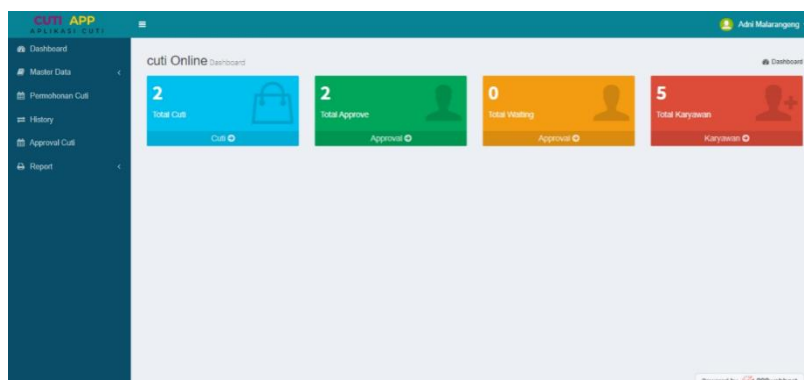 CUTI APP
APLIKASI CUTI
Adni Malarangeng
Dashboard
Master Data
Permohonan Cuti
History
Approval Cuti
Report
cuti Online Dashboard
Dashboard
2
Total Cuti
Cuti
2
Total Approve
Approval
0
Total Waiting
Approval
5
Total Karyawan
Karyawan